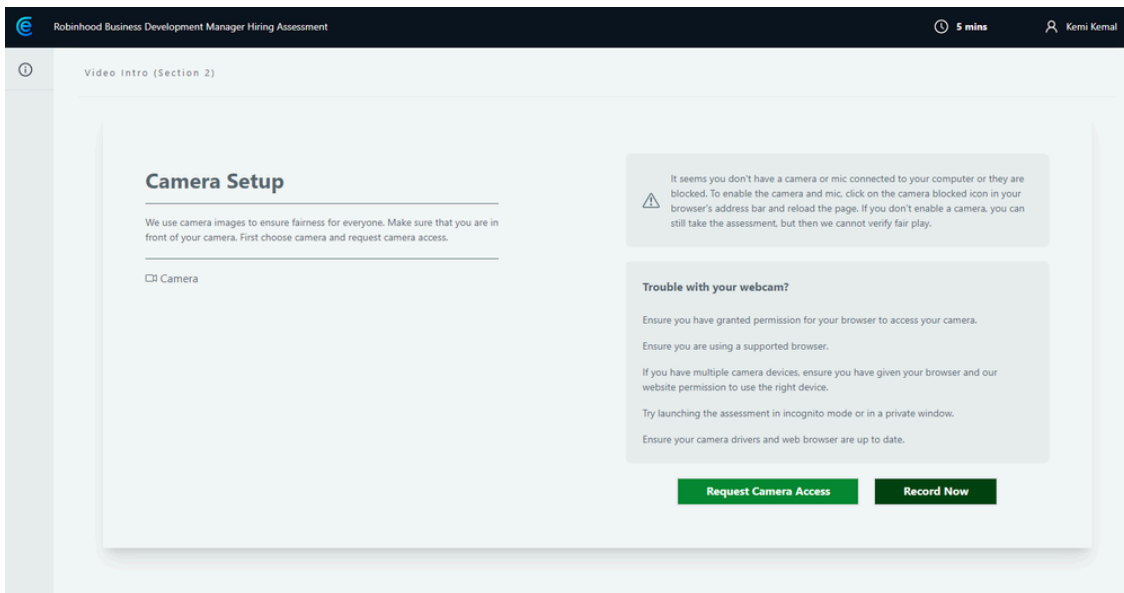 Robinhood Business Development Manager Hiring Assessment
5 mins
Kemi Kemal
Video Intro (Section 2)
Camera Setup
We use camera images to ensure fairness for everyone. Make sure that you are in
front of your camera. First choose camera and request camera access.
Camera
It seems you don't have a camera or mic connected to your computer or they are
blocked. To enable the camera and mic, click on the camera blocked icon in your
browser's address bar and reload the page. If you don't enable a camera, you can
still take the assessment, but then we cannot verify fair play.
Trouble with your webcam?
Ensure you have granted permission for your browser to access your camera.
Ensure you are using a supported browser.
If you have multiple camera devices, ensure you have given your browser and our
website permission to use the right device.
Try launching the assessment in incognito mode or in a private window.
Ensure your camera drivers and web browser are up to date.
Request Camera Access
Record Now